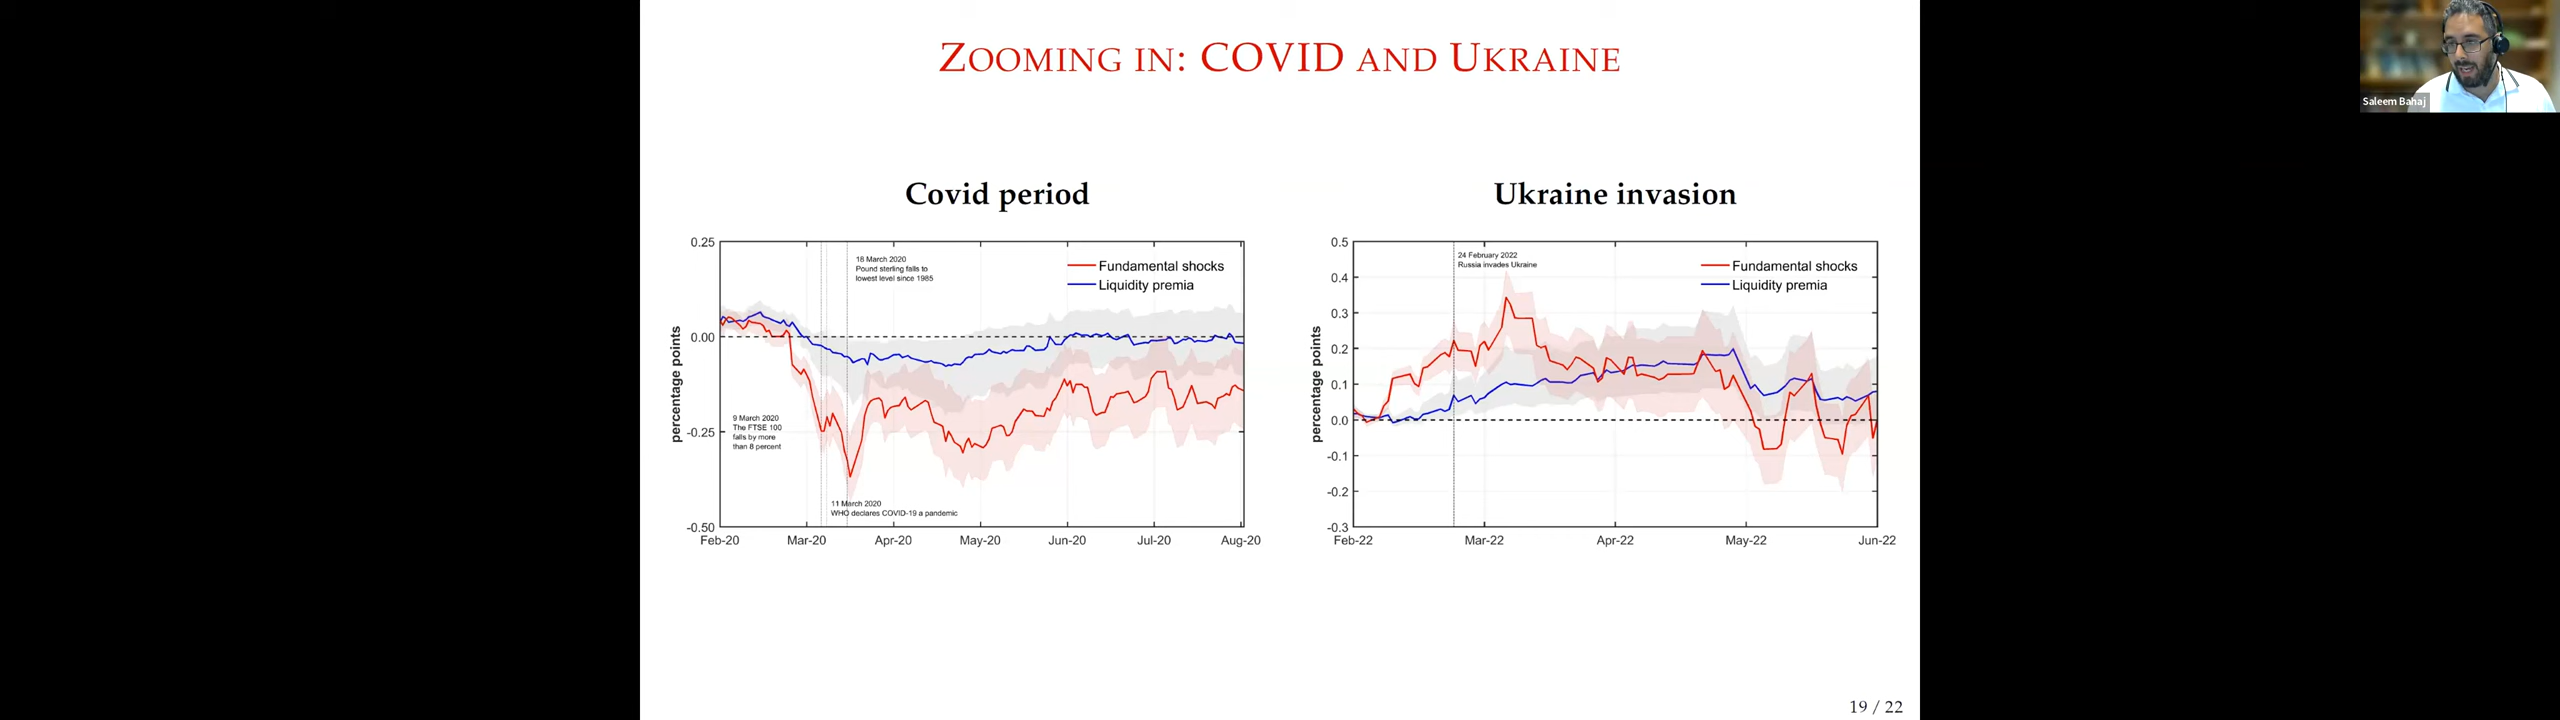 ZOOMING IN: COVID AND UKRAINE
Saleem Bahaj
Covid period
0.25
0.00
-0.25
-0.50
percentage points
18 March 2020
Pound sterling falls to
lowest level since 1985
Fundamental shocks
Liquidity premia
9 March 2020
The FTSE 100
falls by more
than 8 percent
11 March 2020
WHO declares COVID-19 a pandemic
Feb-20 Mar-20 Apr-20 May-20 Jun-20 Jul-20 Aug-20
Ukraine invasion
0.5
0.4
0.3
0.2
0.1
0.0
-0.1
-0.2
-0.3
percentage points
24 February 2022
Russia invades Ukraine
Fundamental shocks
Liquidity premia
Feb-22 Mar-22 Apr-22 May-22 Jun-22
19 / 22